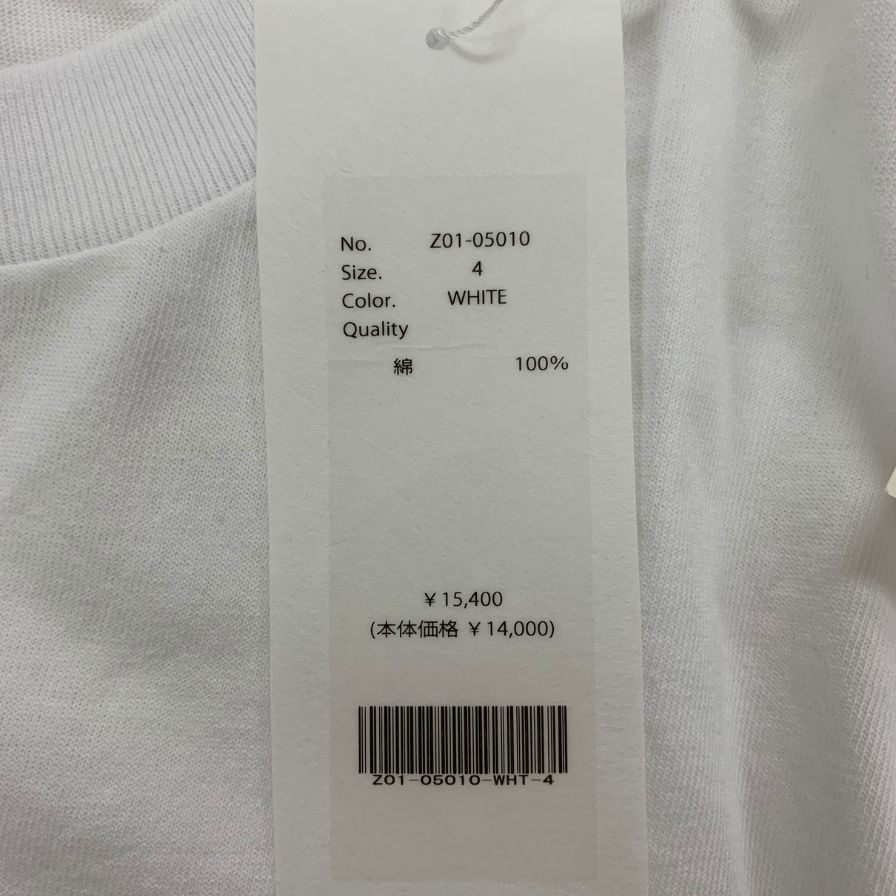 No. Z01-05010
Size. 4
Color. WHITE
Quality
綿 100%
¥ 15,400
(本体価格 ¥ 14,000)
Z01-05010-WHT-4